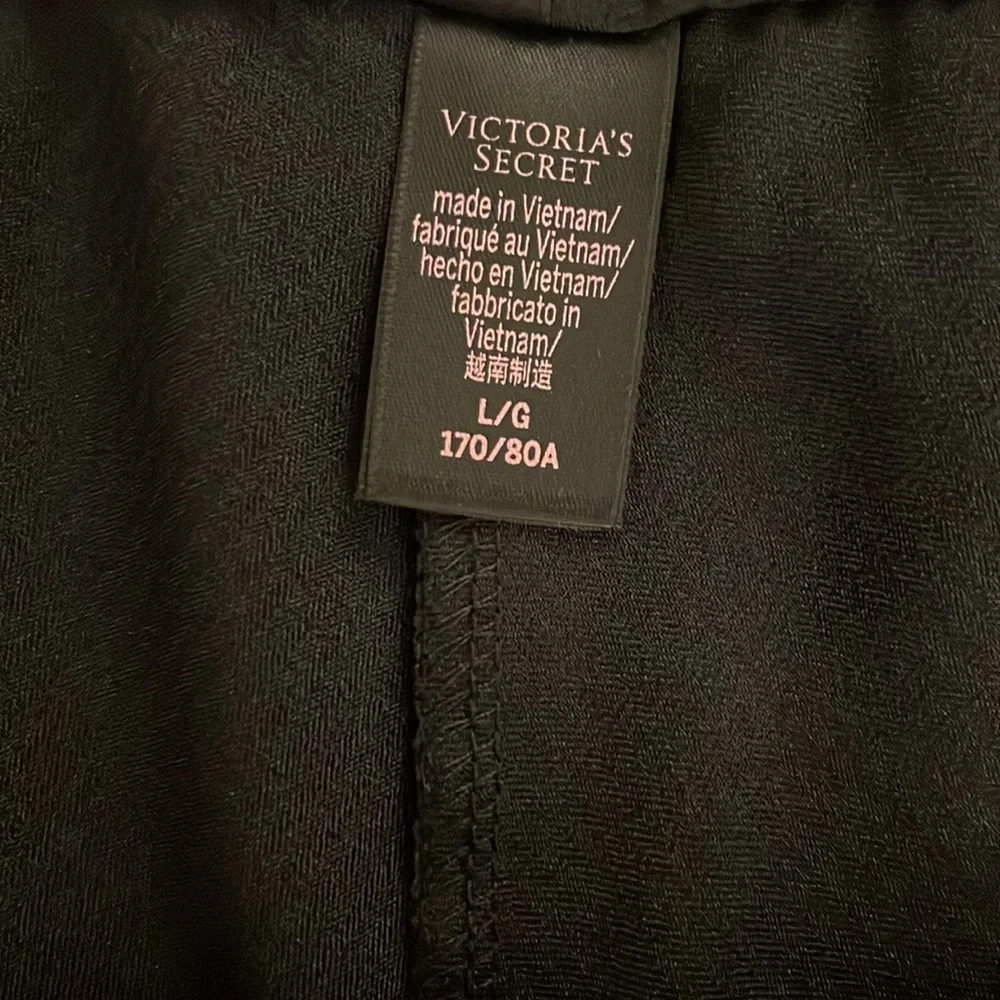 VICTORIA'S
SECRET
made in Vietnam/
fabriqué au Vietnam/
hecho en Vietnam/
fabbricato in
Vietnam/
越南制造
L/G
170/80A